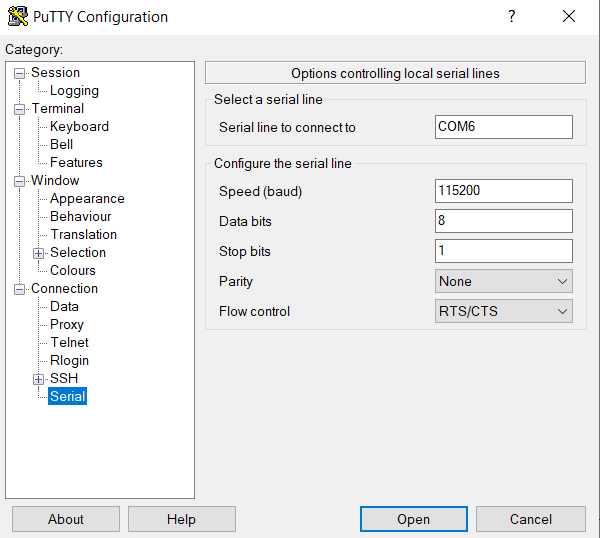 PuTTY Configuration
?
Category:
Session
Logging
Terminal
Keyboard
Bell
Features
Window
Appearance
Behaviour
Translation
Selection
Colours
Connection
Data
Proxy
Telnet
Rlogin
SSH
Serial
Options controlling local serial lines
Select a serial line
Serial line to connect to COM6
Configure the serial line
Speed (baud) 115200
Data bits 8
Stop bits 1
Parity None
Flow control RTS/CTS
About Help Open Cancel